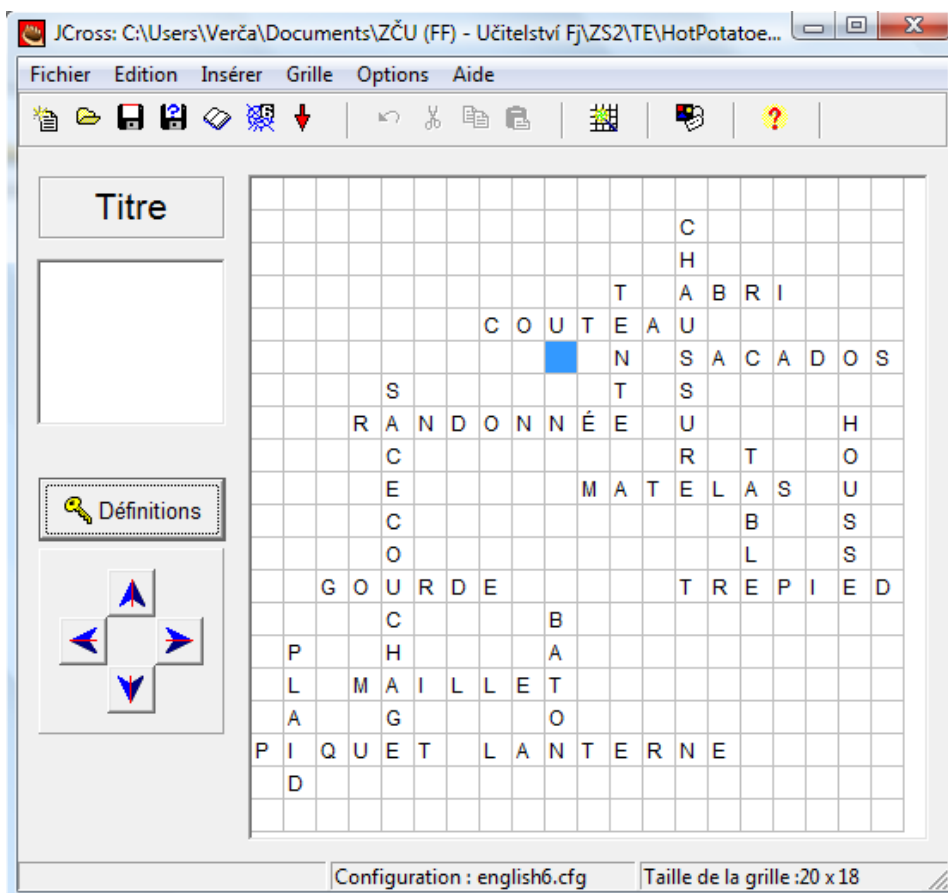 JCross: C:\Users\Verča\Documents\ZČU (FF) - Učitelství Fj\ZS2\TE\HotPotatoe...
Fichier Edition Insérer Grille Options Aide
Titre
C
H
T A B R I
C O U T E A U
N S A C A D O S
S T S
R A N D O N N É E U H
C R T O
E M A T E L A S U
Définitions
C B S
O L S
G O U R D E T R E P I E D
C B
P H A
L M A I L L E T
A G O
P I Q U E T L A N T E R N E
D
Configuration : english6.cfg Taille de la grille :20 x 18